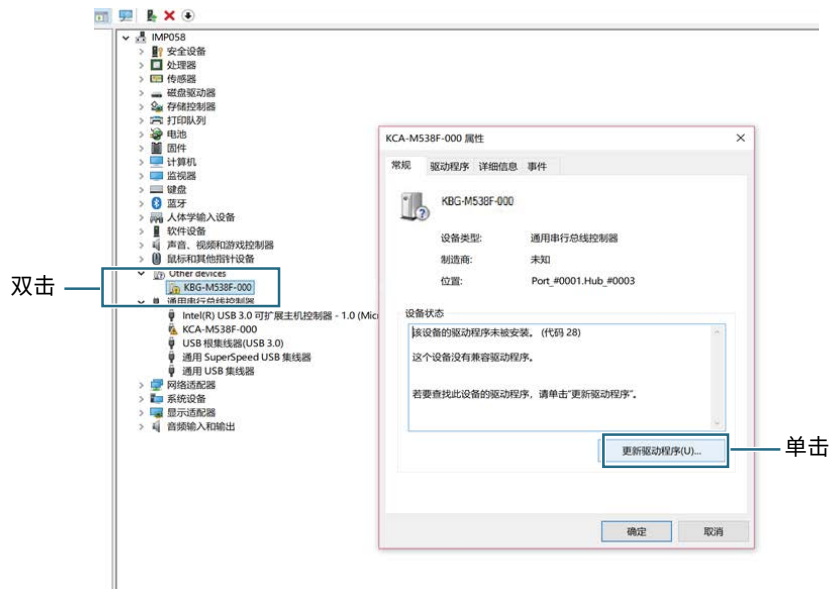 IMP058
安全设备
处理器
传感器
磁盘驱动器
存储控制器
打印队列
电池
固件
计算机
监视器
键盘
蓝牙
人体学输入设备
软件设备
声音、视频和游戏控制器
鼠标和其他指针设备
Other devices
KBG-M538F-000
通用串行总线控制器
Intel(R) USB 3.0 可扩展主机控制器 - 1.0 (Mic
KCA-M538F-000
USB 根集线器(USB 3.0)
通用 SuperSpeed USB 集线器
通用 USB 集线器
网络适配器
系统设备
显示适配器
音频输入和输出
双击
KCA-M538F-000 属性
常规 驱动程序 详细信息 事件
KBG-M538F-000
设备类型: 通用串行总线控制器
制造商: 未知
位置: Port_#0001.Hub_#0003
设备状态
该设备的驱动程序未被安装。 (代码 28)
这个设备没有兼容驱动程序。
若要查找此设备的驱动程序，请单击"更新驱动程序"。
更新驱动程序(U)...
单击
确定 取消